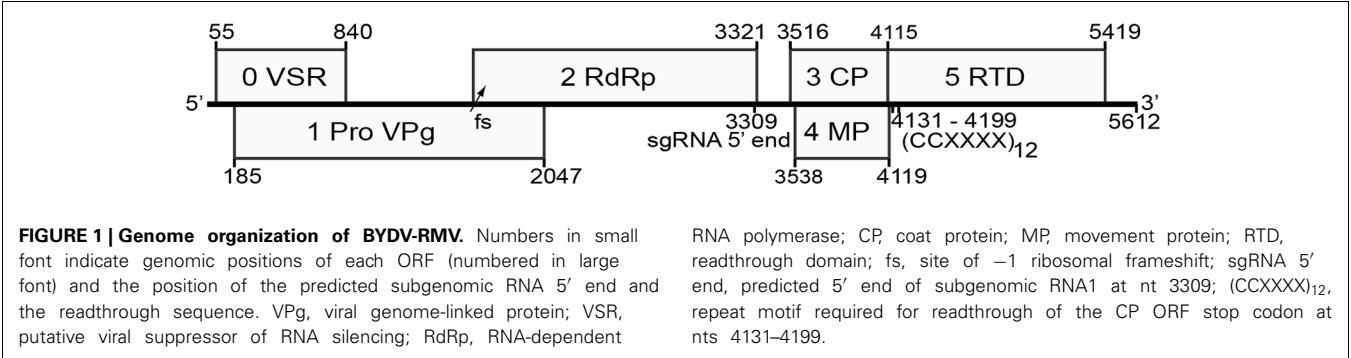 55 840 3321 3516 4115 5419
0 VSR 2 RdRp 3 CP 5 RTD
5’ 3’
fs 3309 4131 - 4199 5612
1 Pro VPg sgRNA 5’ end 4 MP (CCXXXX)12
185 2047 3538 4119
FIGURE 1 | Genome organization of BYDV-RMV. Numbers in small
font indicate genomic positions of each ORF (numbered in large
font) and the position of the predicted subgenomic RNA 5′ end and
the readthrough sequence. VPg, viral genome-linked protein; VSR,
putative viral suppressor of RNA silencing; RdRp, RNA-dependent
RNA polymerase; CP, coat protein; MP, movement protein; RTD,
readthrough domain; fs, site of −1 ribosomal frameshift; sgRNA 5′
end, predicted 5′ end of subgenomic RNA1 at nt 3309; (CCXXXX)12,
repeat motif required for readthrough of the CP ORF stop codon at
nts 4131–4199.